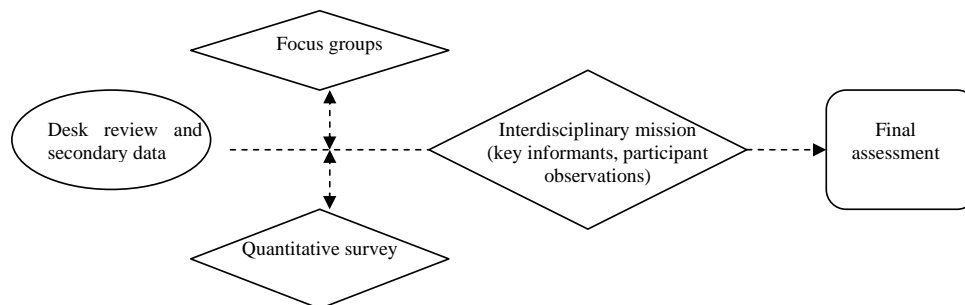 Focus groups
Desk review and
secondary data
Interdisciplinary mission
(key informants, participant
observations)
Final
assessment
Quantitative survey